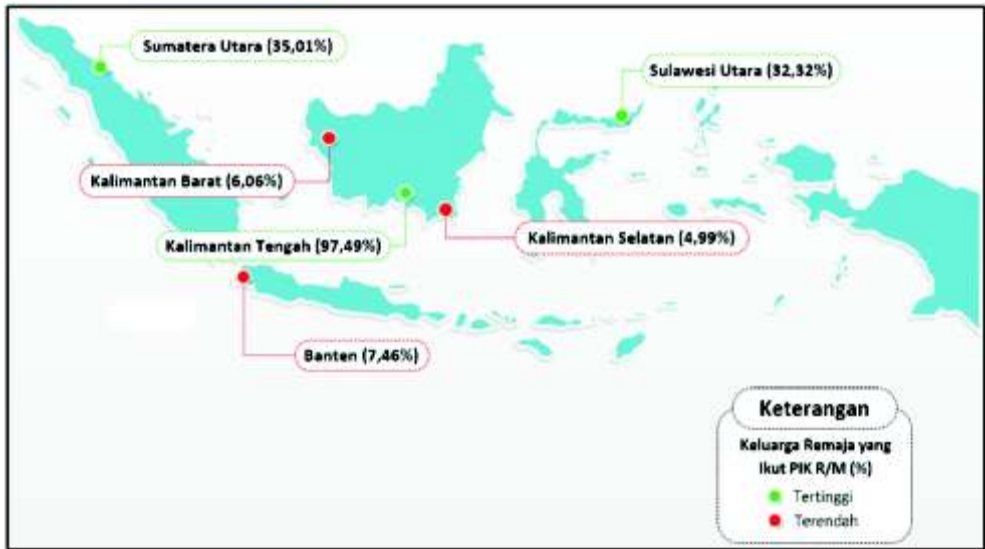 Sumatera Utara (35,01%)
Sulawesi Utara (32,32%)
Kalimantan Barat (6,06%)
Kalimantan Tengah (97,49%)
Kalimantan Selatan (4,99%)
Banten (7,46%)
Keterangan
Keluarga Remaja yang
Ikut PIK R/M (%)
Tertinggi
Terendah